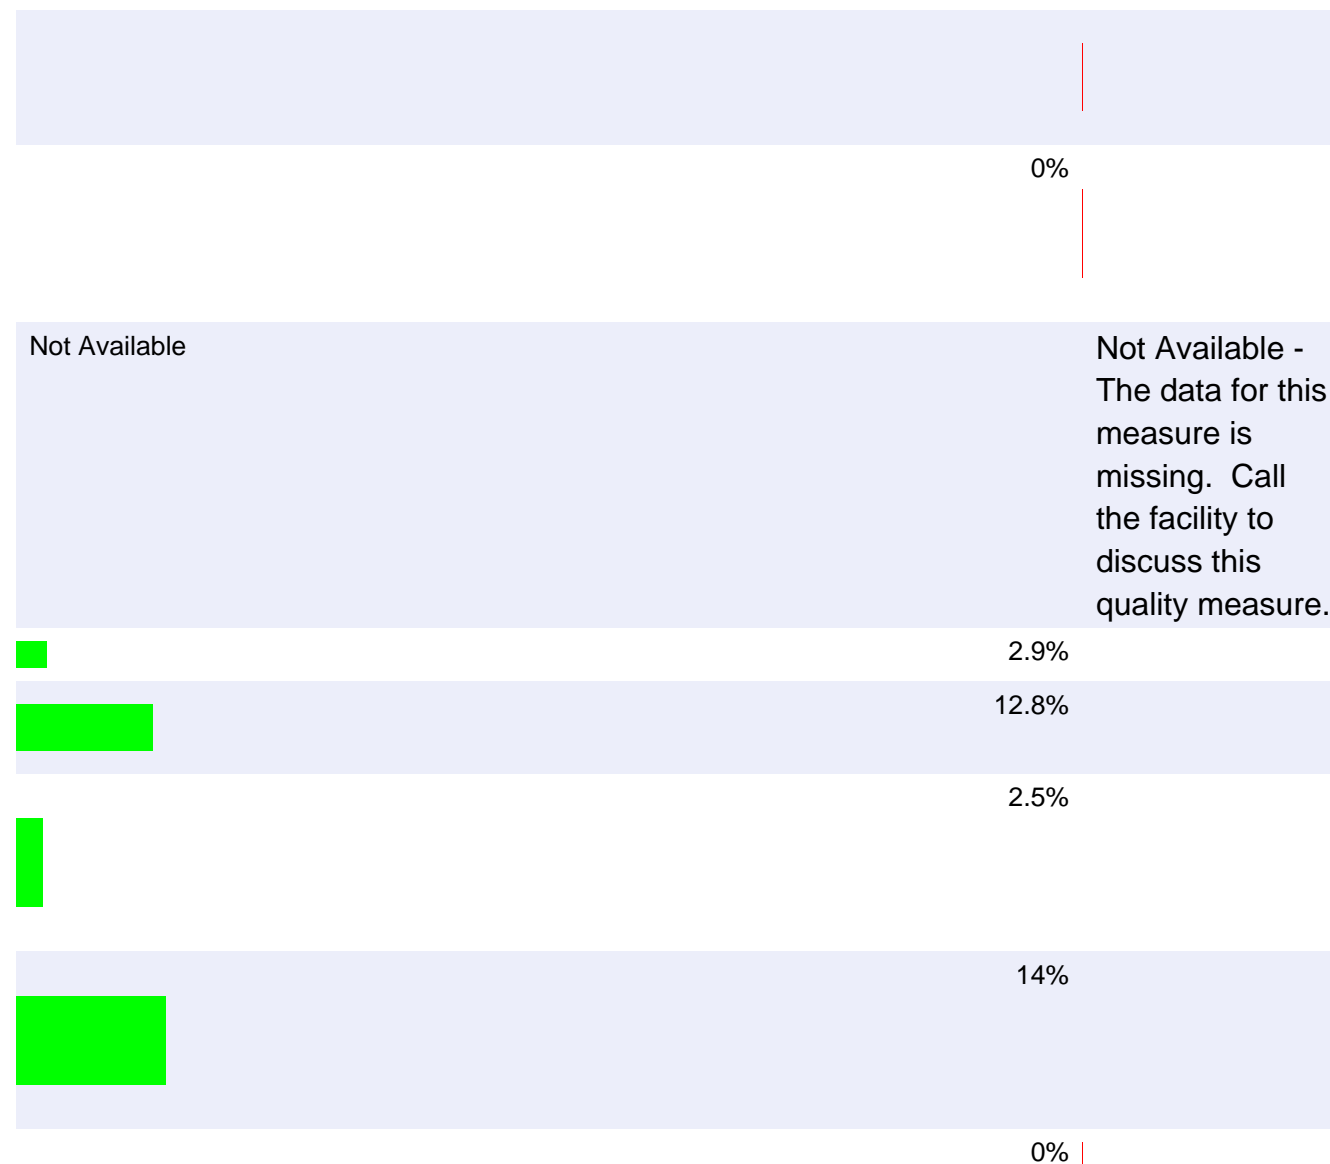 0%
Not Available
Not Available -
The data for this
measure is
missing.  Call
the facility to
discuss this
quality measure.
2.9%
12.8%
2.5%
14%
0%